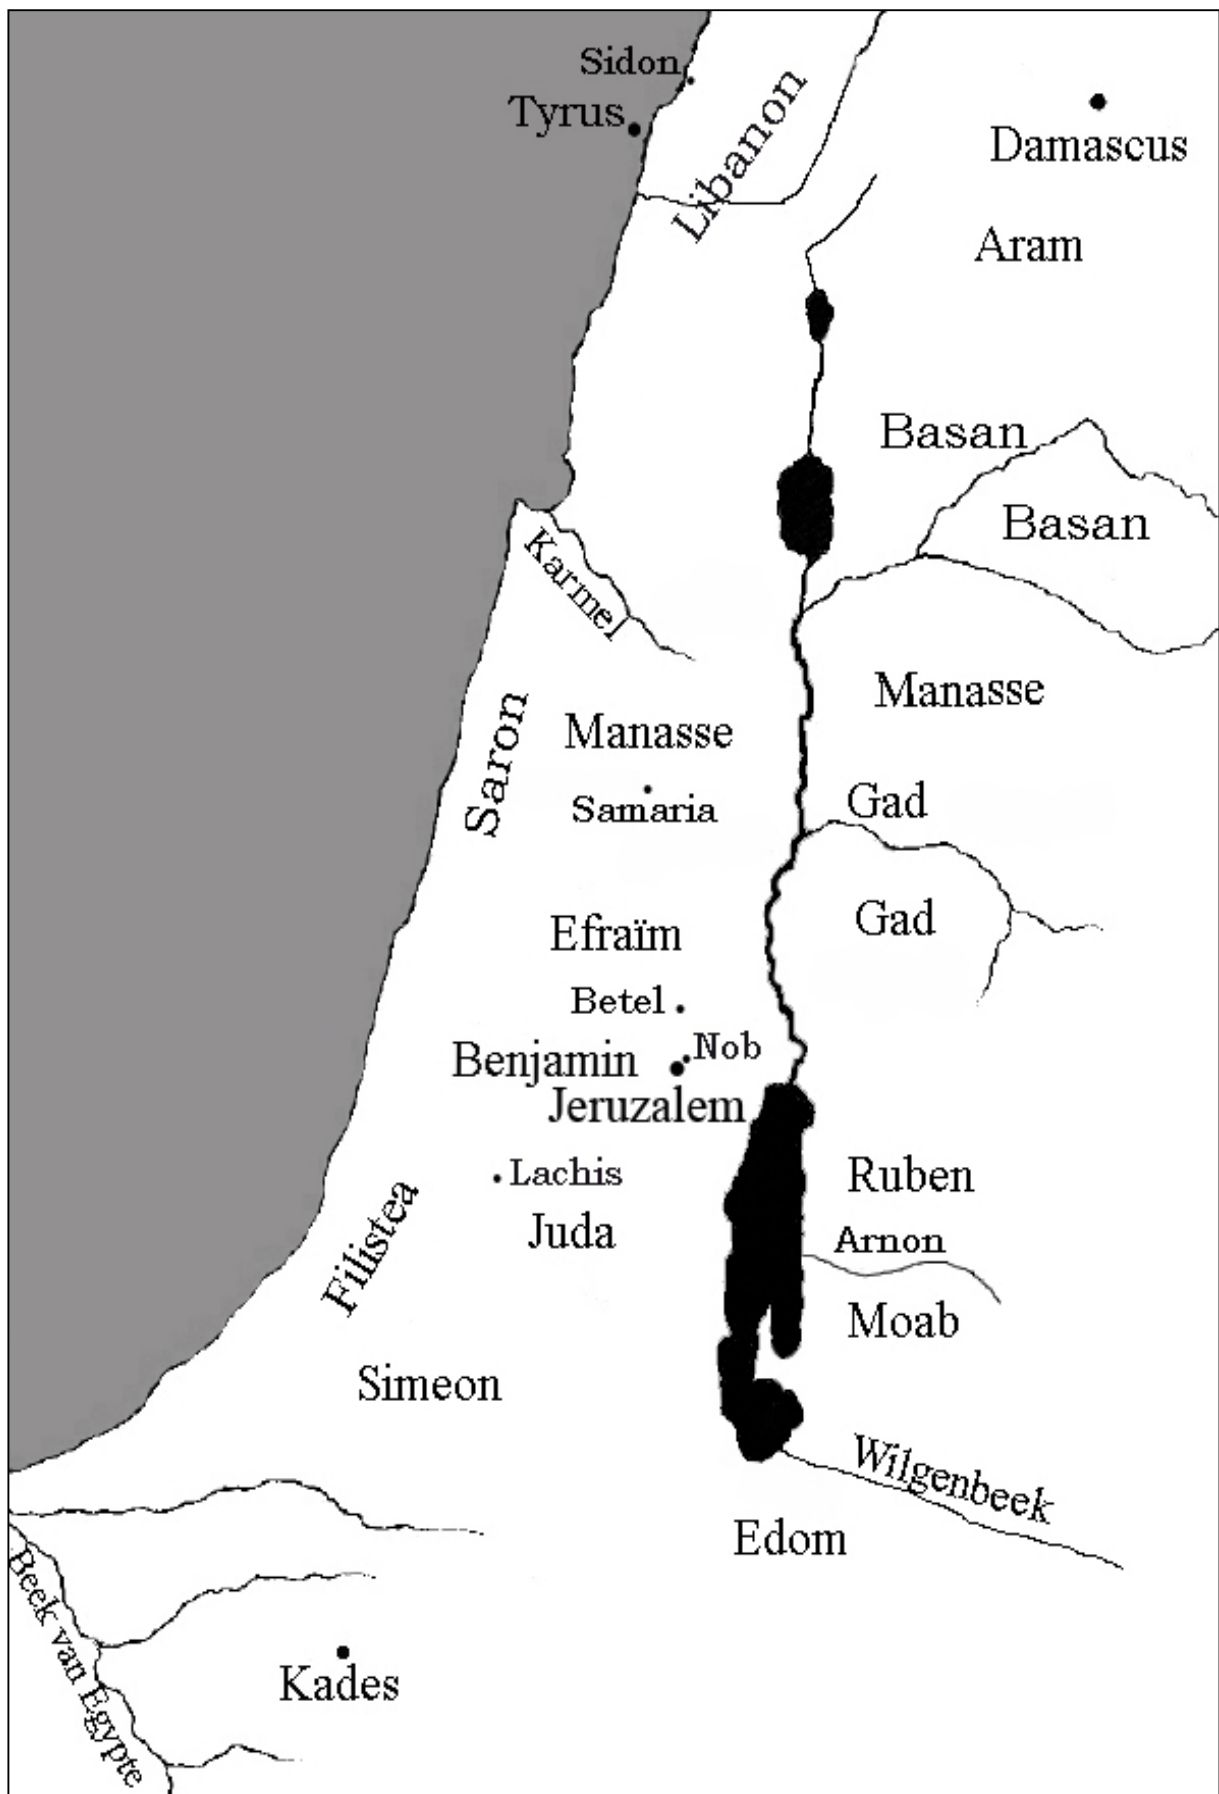 Sidon
Tyrus
Libanon
Damascus
Aram
Basan
Basan
Karmel
Manasse
Saron
Manasse
Samaria
Gad
Gad
Efraïm
Betel
Nob
Benjamin
Jeruzalem
Lachis
Ruben
Juda
Filistea
Arnon
Moab
Simeon
Wilgenbeek
Edom
Beek van Egypte
Kades